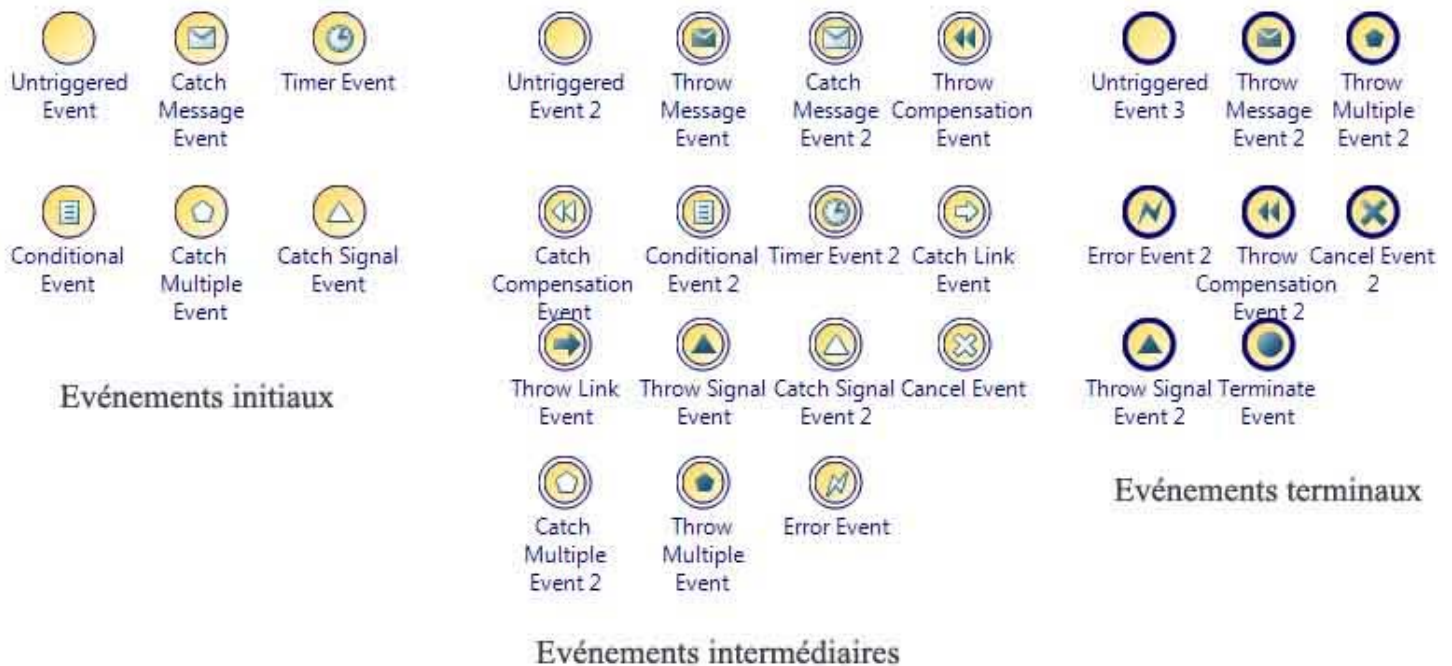 Untriggered
Event
Catch
Message
Event
Timer Event
Conditional
Event
Catch
Multiple
Event
Catch Signal
Event
Evénements initiaux
Untriggered
Event 2
Throw
Message
Event
Catch
Message
Event 2
Throw
Compensation
Event
Catch
Compensation
Event
Conditional
Event 2
Timer Event 2
Catch Link
Event
Throw Link
Event
Throw Signal
Event
Catch Signal
Event 2
Cancel Event
Catch
Multiple
Event 2
Throw
Multiple
Event
Error Event
Evénements intermédiaires
Untriggered
Event 3
Throw
Message
Event 2
Throw
Multiple
Event 2
Error Event 2
Throw
Compensation
Event 2
Cancel Event
2
Throw Signal
Event 2
Terminate
Event
Evénements terminaux